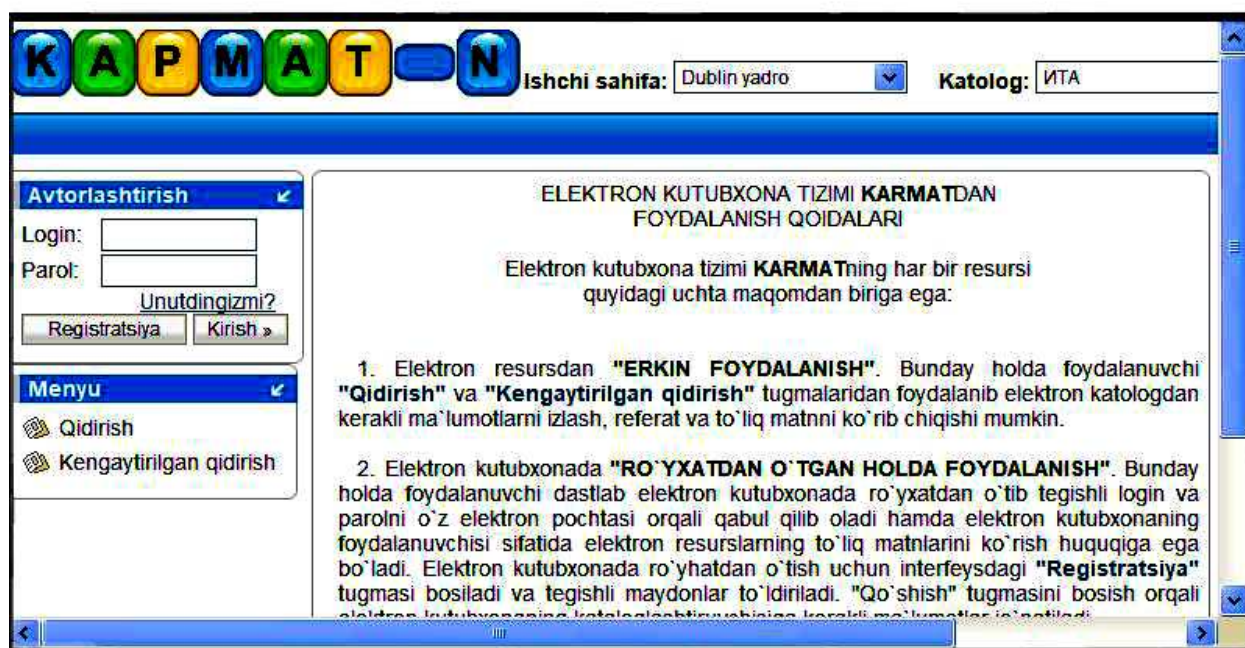 КАРМАТ-N
Ishchi sahifa: Dublin yadro Katolog: ИТА
Avtorlashtirish
Login:
Parol:
Unutdingizmi?
Registratsiya Kirish »
Menyu
Qidirish
Kengaytirilgan qidirish
ELEKTRON KUTUBXONA TIZIMI KARMATDAN
FOYDALANISH QOIDALARI
Elektron kutubxona tizimi KARMATning har bir resursi
quyidagi uchta maqomdan biriga ega:
1. Elektron resursdan "ERKIN FOYDALANISH". Bunday holda foydalanuvchi
"Qidirish" va "Kengaytirilgan qidirish" tugmalaridan foydalanib elektron katologdan
kerakli ma`lumotlarni izlash, referat va to`liq matnni ko`rib chiqishi mumkin.
2. Elektron kutubxonada "RO`YXATDAN O`TGAN HOLDA FOYDALANISH". Bunday
holda foydalanuvchi dastlab elektron kutubxonada ro`yxatdan o`tib tegishli login va
parolni o`z elektron pochtasi orqali qabul qilib oladi hamda elektron kutubxonaning
foydalanuvchisi sifatida elektron resurslarning to`liq matnlarini ko`rish huquqiga ega
bo`ladi. Elektron kutubxonada ro`yhatdan o`tish uchun interfeysdagi "Registratsiya"
tugmasi bosiladi va tegishli maydonlar to`ldiriladi. "Qo`shish" tugmasini bosish orqali